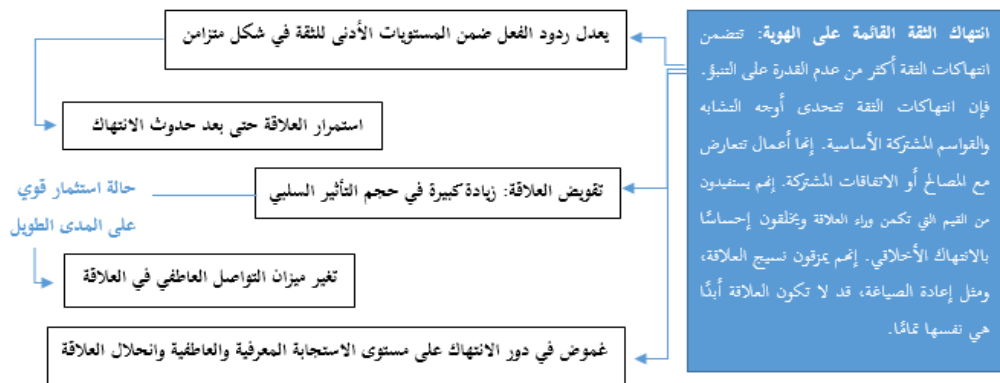 انتهاك الثقة القائمة على الهوية: تتضمن
انتهاكات الثقة أكثر من عدم القدرة على التنبؤ.
فإن انتهاكات الثقة تتحدى أوجه التشابه
والقواسم المشتركة الأساسية. إنها أعمال تتعارض
مع المصالح أو الاتفاقات المشتركة. إنهم يستفيدون
من القيم التي تكمن وراء العلاقة ويخلقون إحساسًا
بالانتهاك الأخلاقي. إنهم يمزقون نسيج العلاقة،
ومثل إعادة الصياغة، قد لا تكون العلاقة أبدًا
هي نفسها تمامًا.
يعدل ردود الفعل ضمن المستويات الأدنى للثقة في شكل متزامن
استمرار العلاقة حتى بعد حدوث الانتهاك
تقويض العلاقة: زيادة كبيرة في حجم التأثير السلبي
حالة استثمار قوي
على المدى الطويل
تغير ميزان التواصل العاطفي في العلاقة
غموض في دور الانتهاك على مستوى الاستجابة المعرفية والعاطفية وانحلال العلاقة